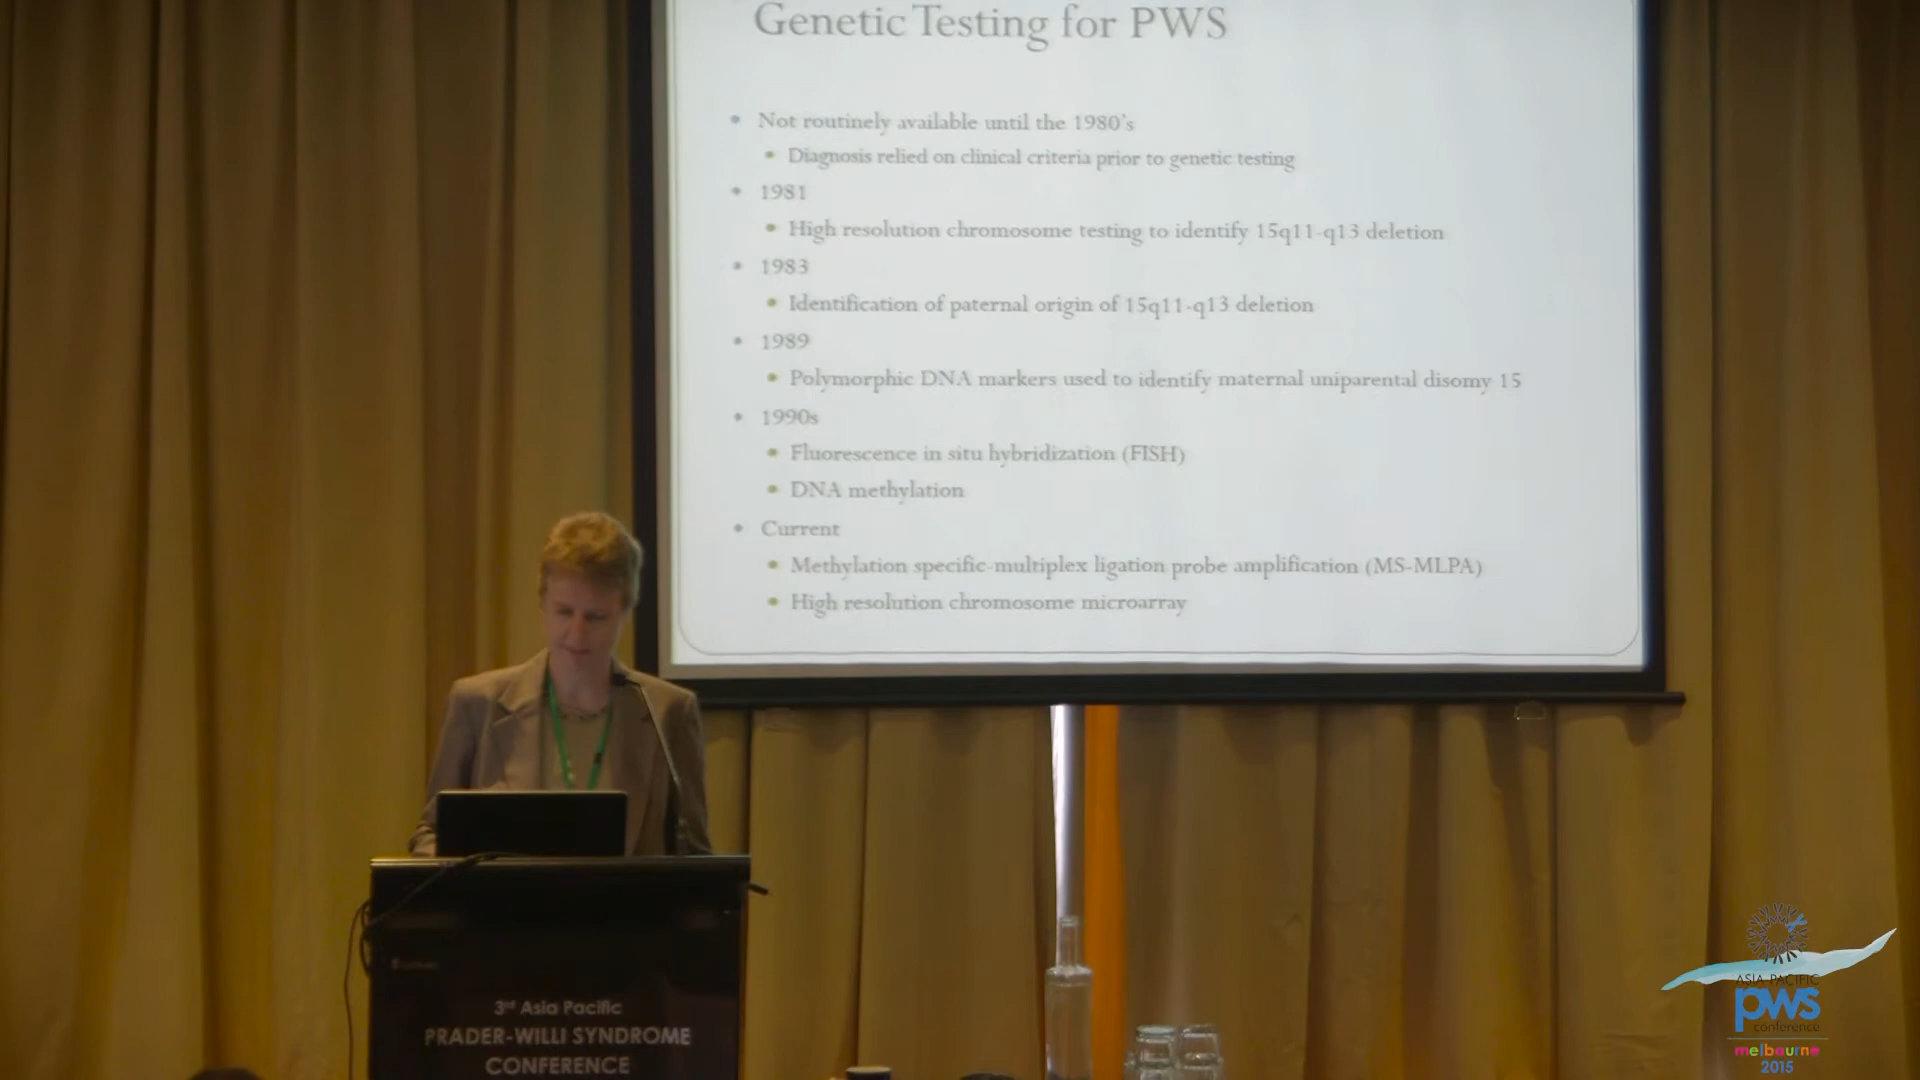 Genetic Testing for PWS
Not routinely available until the 1980's
Diagnosis relied on clinical criteria prior to genetic testing
1981
High resolution chromosome testing to identify 15q11-q13 deletion
1983
Identification of paternal origin of 15q11-q13 deletion
1989
Polymorphic DNA markers used to identify maternal uniparental disomy 15
1990s
Fluorescence in situ hybridization (FISH)
DNA methylation
Current
Methylation specific-multiplex ligation probe amplification (MS-MLPA)
High resolution chromosome microarray
3rd Asia Pacific
PRADER-WILLI SYNDROME
CONFERENCE
ASIA-PACIFIC
pws
conference
melbourne
2015